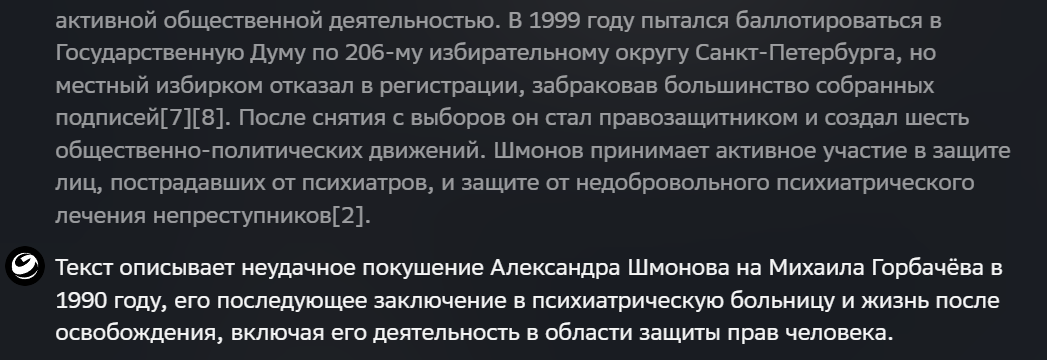 активной общественной деятельностью. В 1999 году пытался баллотироваться в
Государственную Думу по 206-му избирательному округу Санкт-Петербурга, но
местный избирком отказал в регистрации, забраковав большинство собранных
подписей[7][8]. После снятия с выборов он стал правозащитником и создал шесть
общественно-политических движений. Шмонов принимает активное участие в защите
лиц, пострадавших от психиатров, и защите от недобровольного психиатрического
лечения непреступников[2].
Текст описывает неудачное покушение Александра Шмонова на Михаила Горбачёва в
1990 году, его последующее заключение в психиатрическую больницу и жизнь после
освобождения, включая его деятельность в области защиты прав человека.